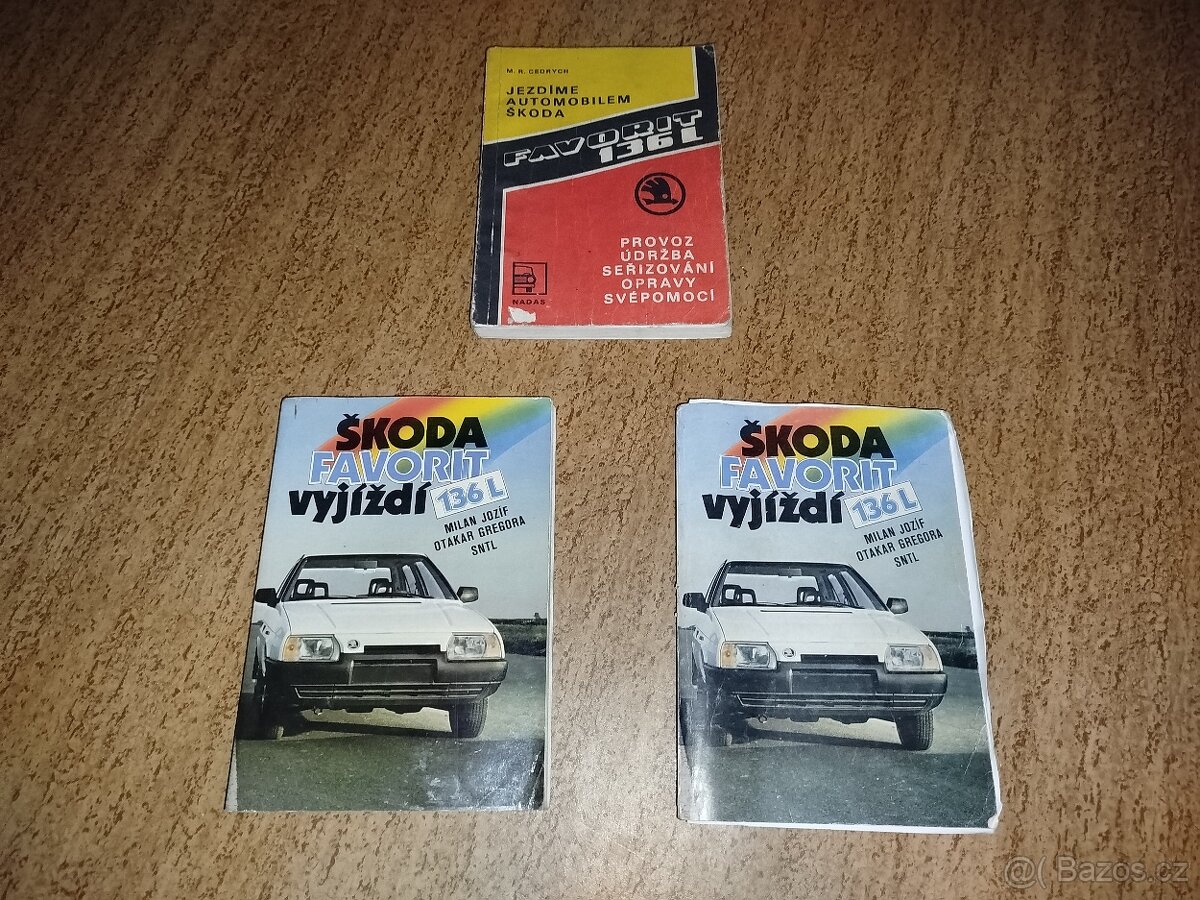 M. R. CEDRYCH
JEZDÍME
AUTOMOBILEM
ŠKODA
FAVORIT
136 L
PROVOZ
ÚDRŽBA
SEŘIZOVÁNÍ
OPRAVY
SVÉPOMOCÍ
NADAS
ŠKODA
FAVORIT
vyjíždí 136 L
MILAN JOZÍF
OTAKAR GREGORA
SNTL
ŠKODA
FAVORIT
vyjíždí 136 L
MILAN JOZÍF
OTAKAR GREGORA
SNTL
@( Bazos.cz